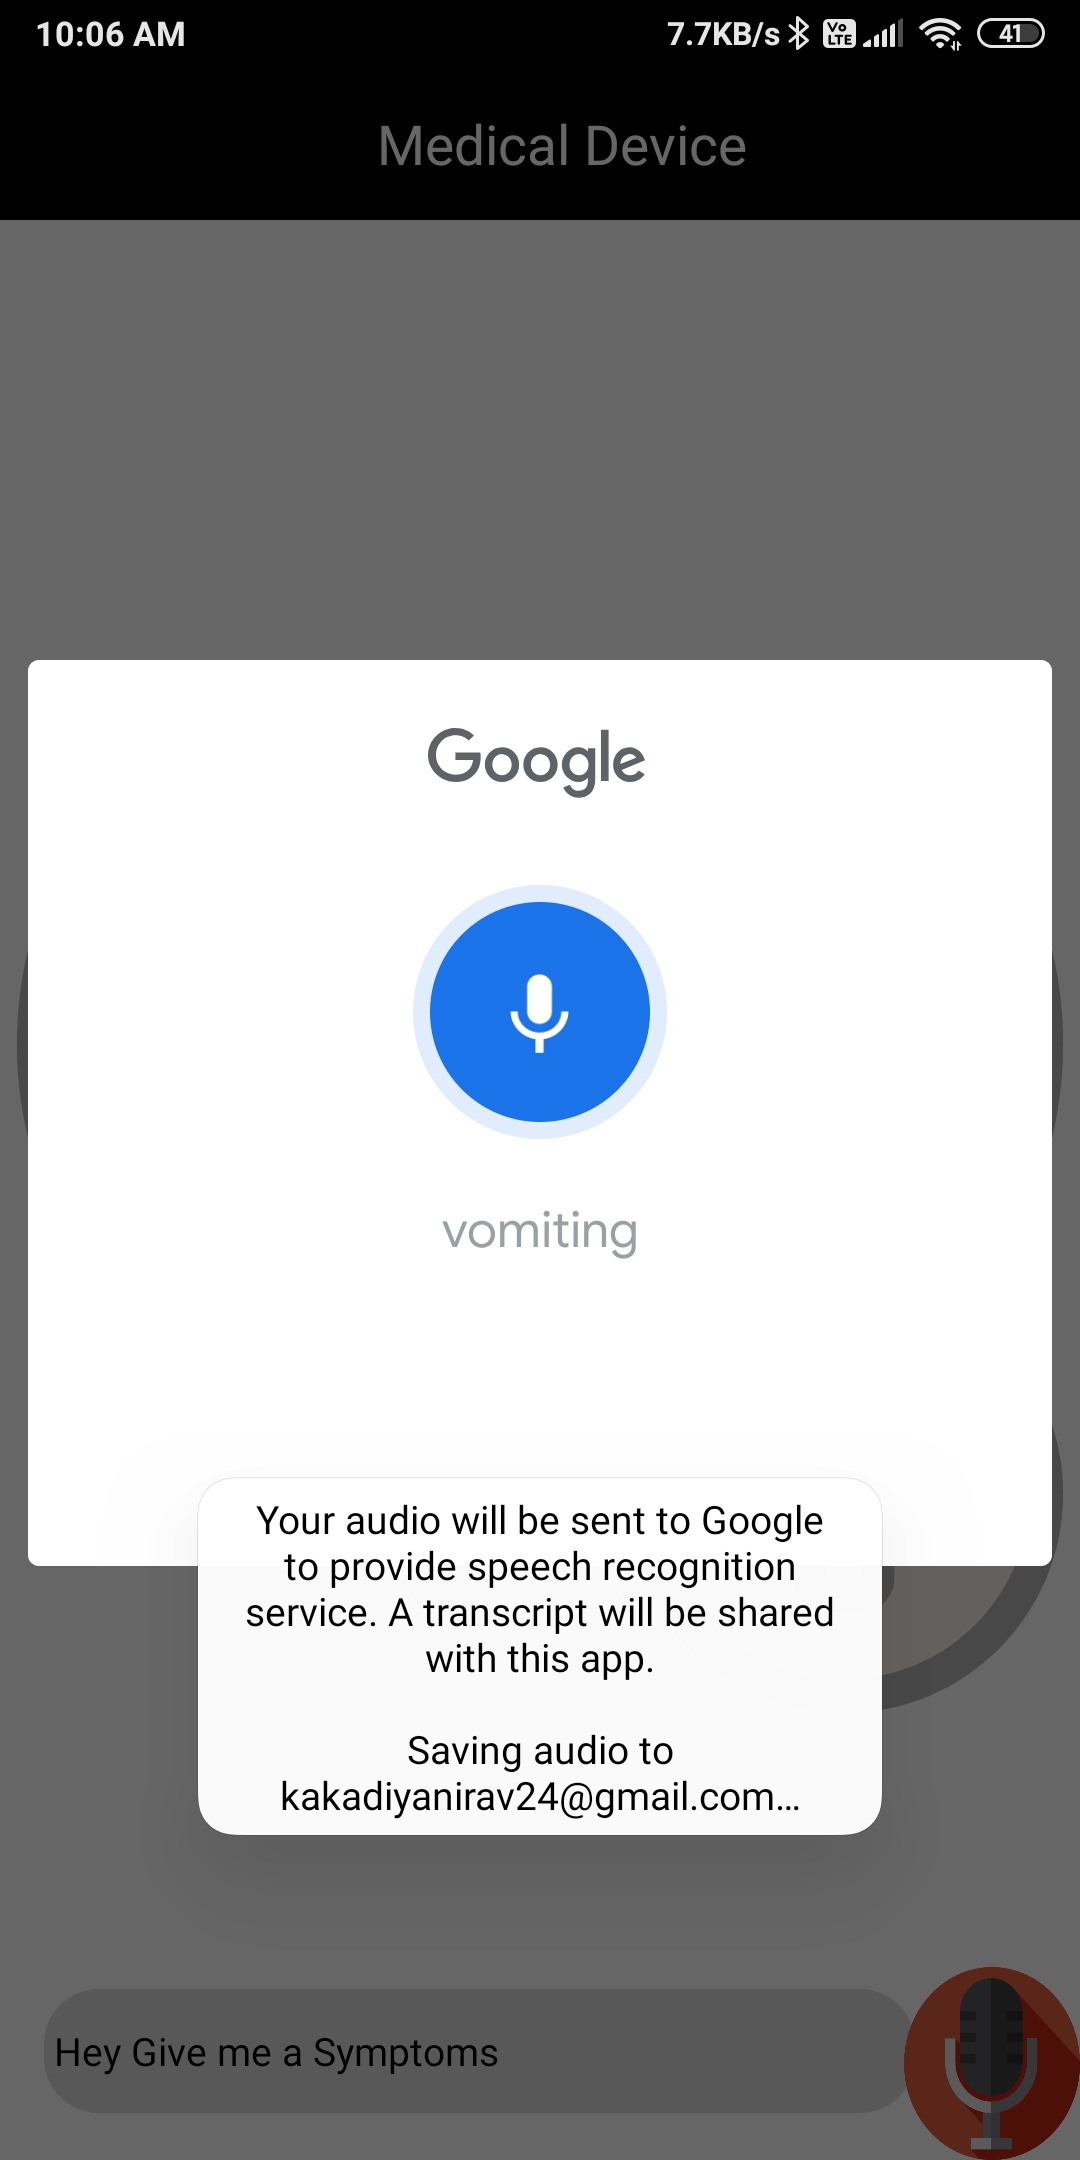 10:06 AM 7.7KB/s Vo LTE 41
Medical Device
Google
vomiting
Your audio will be sent to Google
to provide speech recognition
service. A transcript will be shared
with this app.
Saving audio to
kakadiyanirav24@gmail.com...
Hey Give me a Symptoms